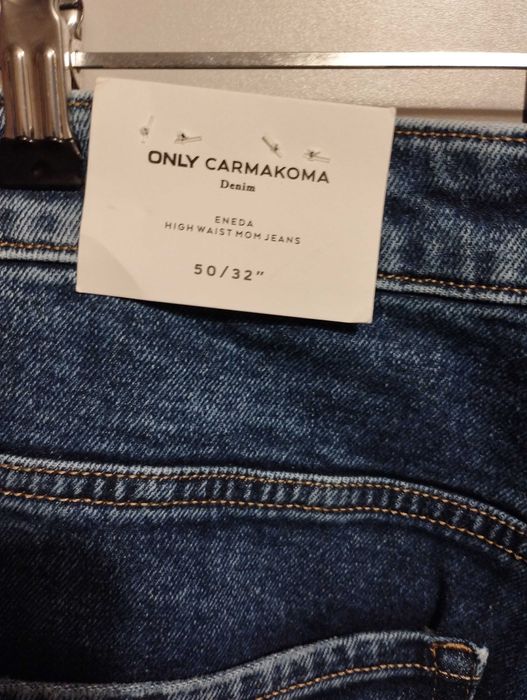 ONLY CARMAKOMA
Denim
ENEDA
HIGH WAIST MOM JEANS
50/32"